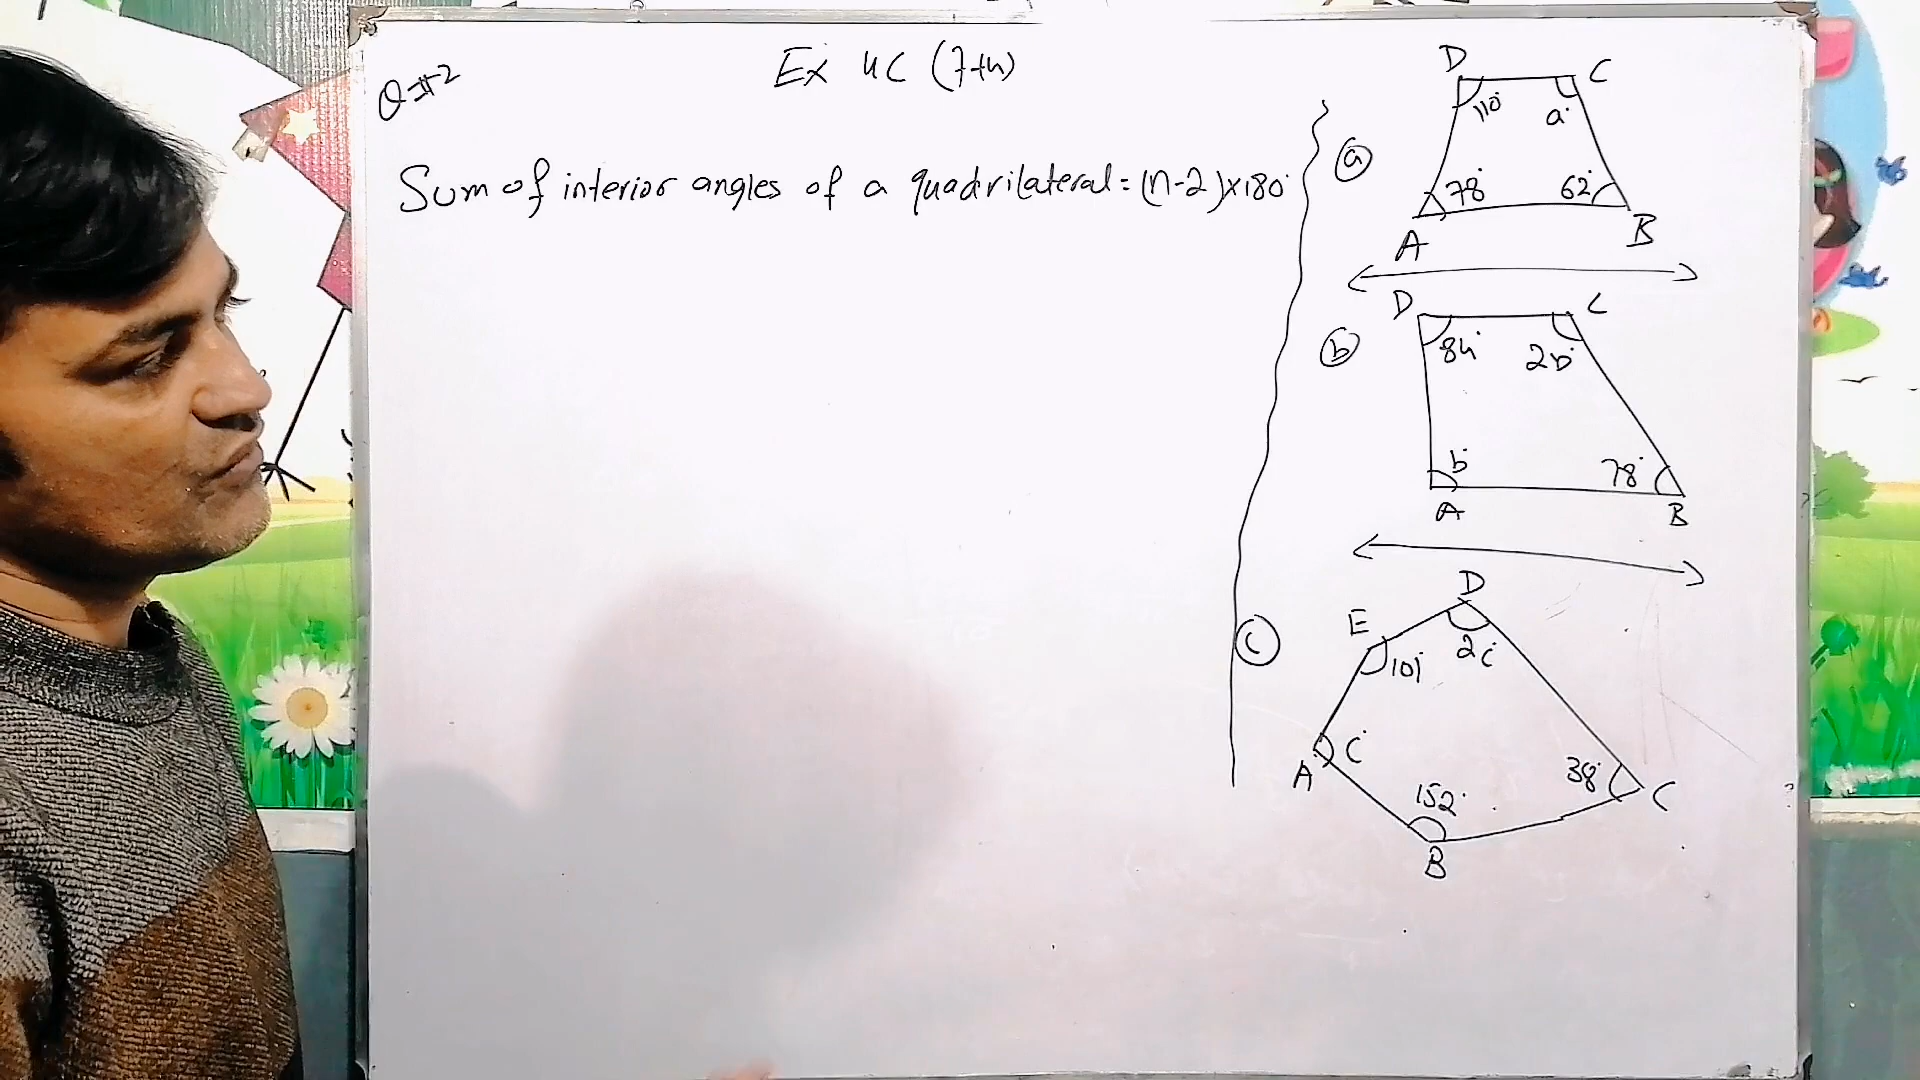 Q#2
Ex 4C (7th)
Sum of interior angles of a quadrilateral = (n-2)×180°
(a)
D C
110° a°
78° 62°
A B
(b)
D C
84° 2b°
b° 78°
A B
(c)
D
E
101° 2c°
A c° 38° C
152°
B